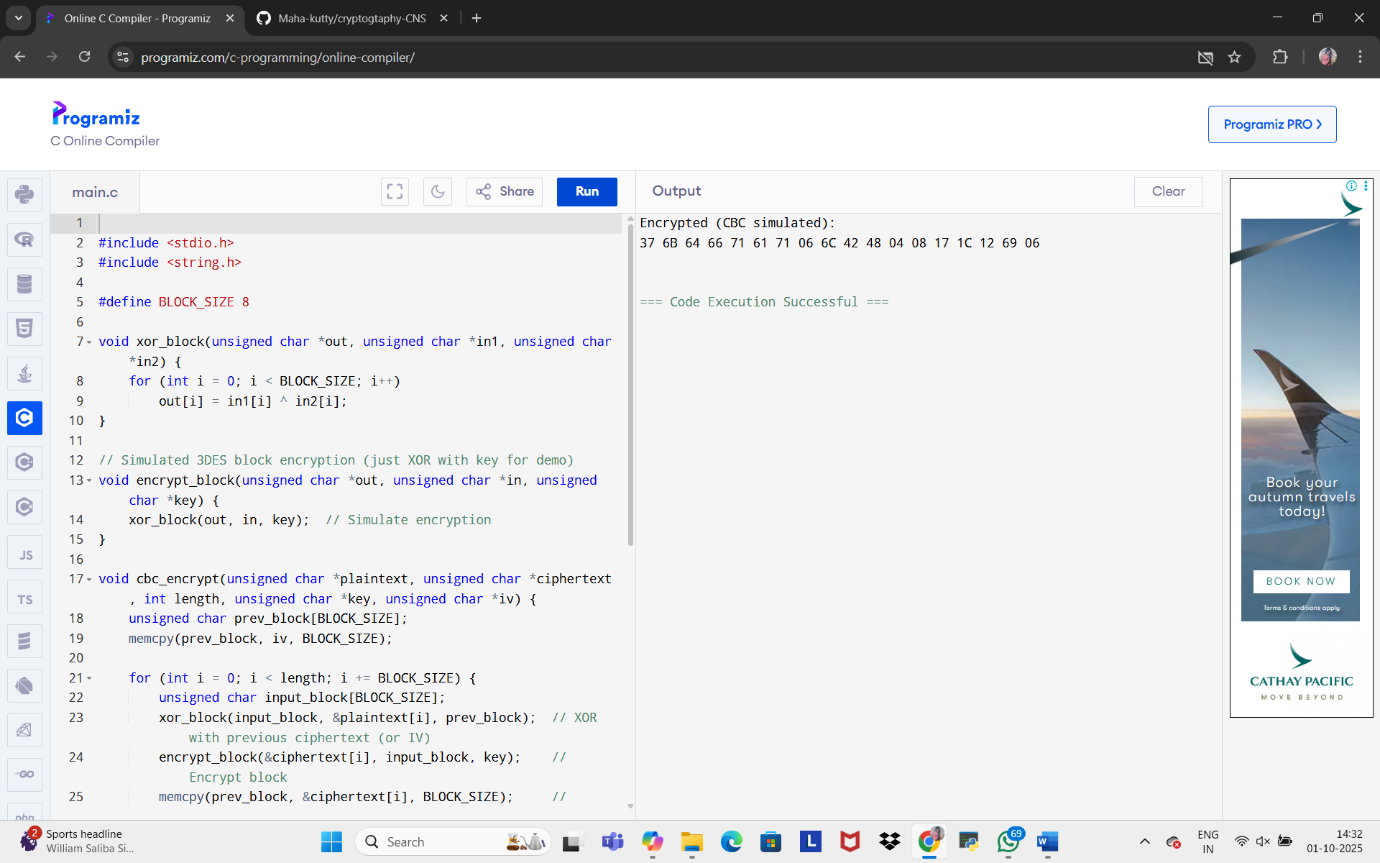 Online C Compiler - Programiz
Maha-kutty/cryptogtaphy-CNS
programiz.com/c-programming/online-compiler/
Programiz
C Online Compiler
Programiz PRO
main.c
Share
Run
Output
Clear
1
2 #include <stdio.h>
3 #include <string.h>
4
5 #define BLOCK_SIZE 8
6
7 void xor_block(unsigned char *out, unsigned char *in1, unsigned char
*in2) {
8 for (int i = 0; i < BLOCK_SIZE; i++)
9 out[i] = in1[i] ^ in2[i];
10 }
11
12 // Simulated 3DES block encryption (just XOR with key for demo)
13 void encrypt_block(unsigned char *out, unsigned char *in, unsigned
char *key) {
14 xor_block(out, in, key); // Simulate encryption
15 }
16
17 void cbc_encrypt(unsigned char *plaintext, unsigned char *ciphertext
, int length, unsigned char *key, unsigned char *iv) {
18 unsigned char prev_block[BLOCK_SIZE];
19 memcpy(prev_block, iv, BLOCK_SIZE);
20
21 for (int i = 0; i < length; i += BLOCK_SIZE) {
22 unsigned char input_block[BLOCK_SIZE];
23 xor_block(input_block, &plaintext[i], prev_block); // XOR
with previous ciphertext (or IV)
24 encrypt_block(&ciphertext[i], input_block, key); //
Encrypt block
25 memcpy(prev_block, &ciphertext[i], BLOCK_SIZE); //
Encrypted (CBC simulated):
37 6B 64 66 71 61 71 06 6C 42 48 04 08 17 1C 12 69 06
=== Code Execution Successful ===
JS
TS
GO
php
Book your
autumn travels
today!
BOOK NOW
Terms & conditions apply
CATHAY PACIFIC
MOVE BEYOND
2
Sports headline
William Saliba Si...
Search
L
69
ENG
IN
14:32
01-10-2025